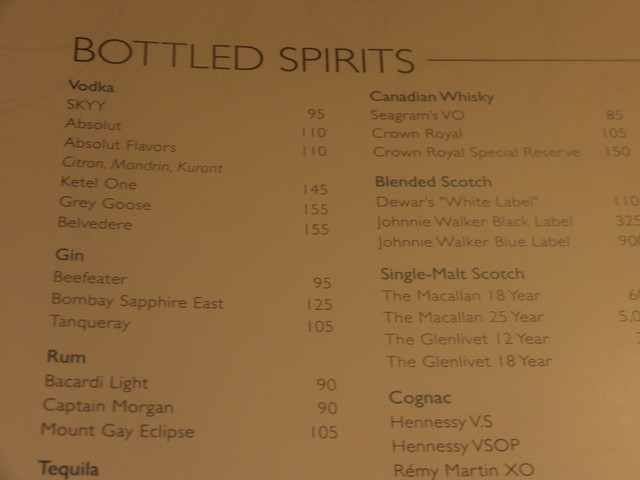 BOTTLED SPIRITS
Vodka
SKYY 95
Absolut 110
Absolut Flavors 110
Citron, Mandrin, Kurant
Ketel One 145
Grey Goose 155
Belvedere 155
Gin
Beefeater 95
Bombay Sapphire East 125
Tanqueray 105
Rum
Bacardi Light 90
Captain Morgan 90
Mount Gay Eclipse 105
Tequila
Canadian Whisky
Seagram's VO 85
Crown Royal 105
Crown Royal Special Reserve 150
Blended Scotch
Dewar's "White Label" 110
Johnnie Walker Black Label 325
Johnnie Walker Blue Label 900
Single-Malt Scotch
The Macallan 18 Year
The Macallan 25 Year
The Glenlivet 12 Year
The Glenlivet 18 Year
Cognac
Hennessy V.S
Hennessy VSOP
Rémy Martin XO